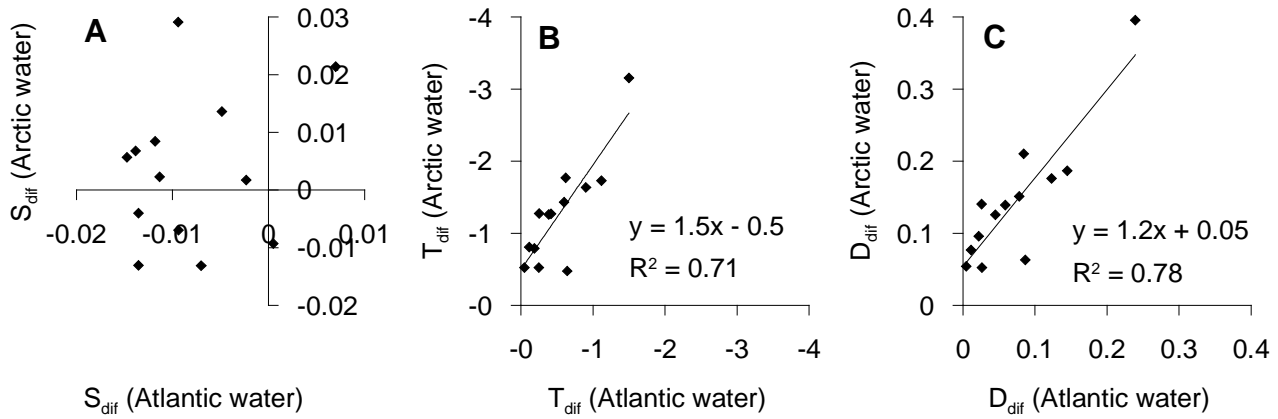 A
0.03
0.02
0.01
0
-0.01
-0.02
-0.02
-0.01
0
0.01
S_dif (Arctic water)
S_dif (Atlantic water)
B
-4
-3
-2
-1
-0
-0
-1
-2
-3
-4
T_dif (Arctic water)
T_dif (Atlantic water)
y = 1.5x - 0.5
R² = 0.71
C
0.4
0.3
0.2
0.1
0
0
0.1
0.2
0.3
0.4
D_dif (Arctic water)
D_dif (Atlantic water)
y = 1.2x + 0.05
R² = 0.78